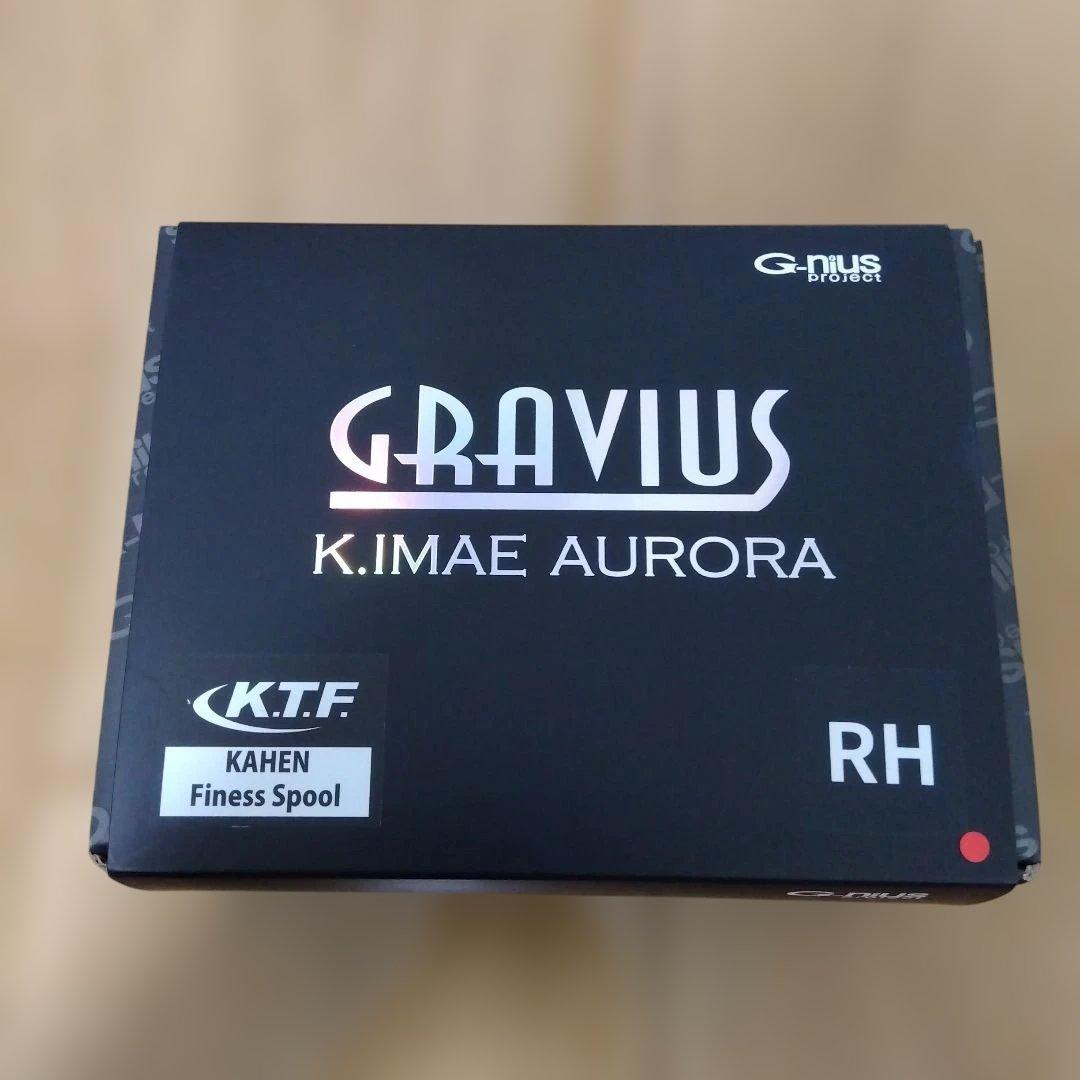 G-nius
project
GRAVIUS
K.IMAE AURORA
K.T.F.
KAHEN
Finess Spool
RH
G-nius